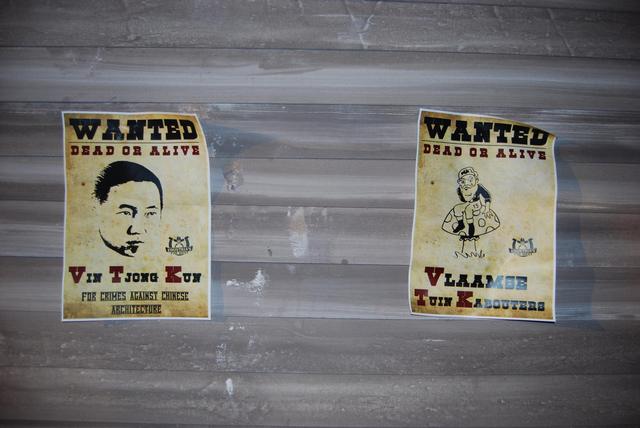 WANTED
DEAD OR ALIVE
VIN TJONG KUN
FOR CRIMES AGAINST CHINESE
ARCHITECTURE
WANTED
DEAD OR ALIVE
VLAAMSE
TUIN KABOUTERS